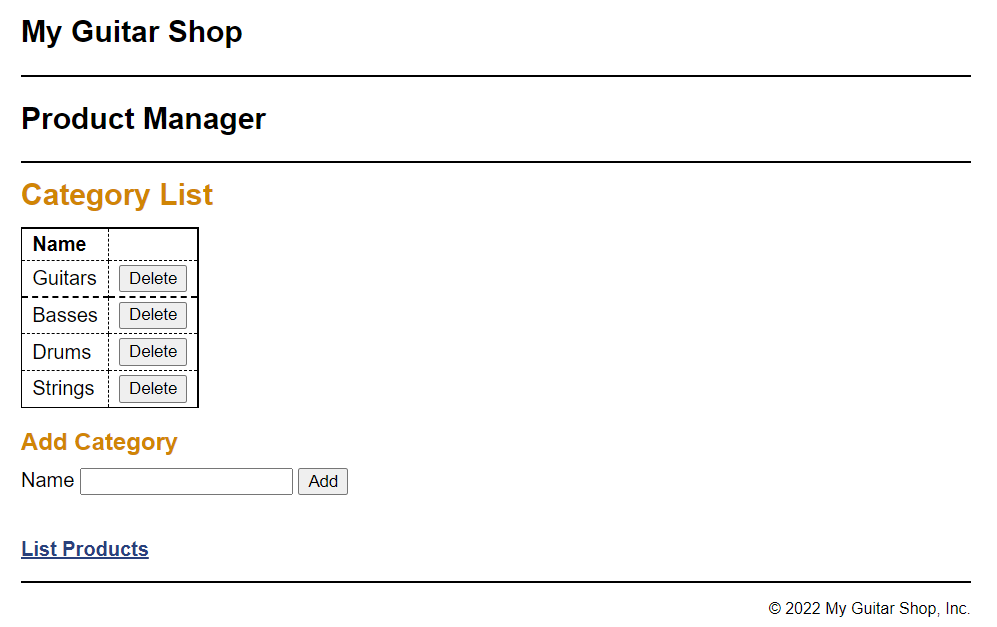 My Guitar Shop
Product Manager
Category List
Name
Guitars Delete
Basses Delete
Drums Delete
Strings Delete
Add Category
Name Add
List Products
© 2022 My Guitar Shop, Inc.